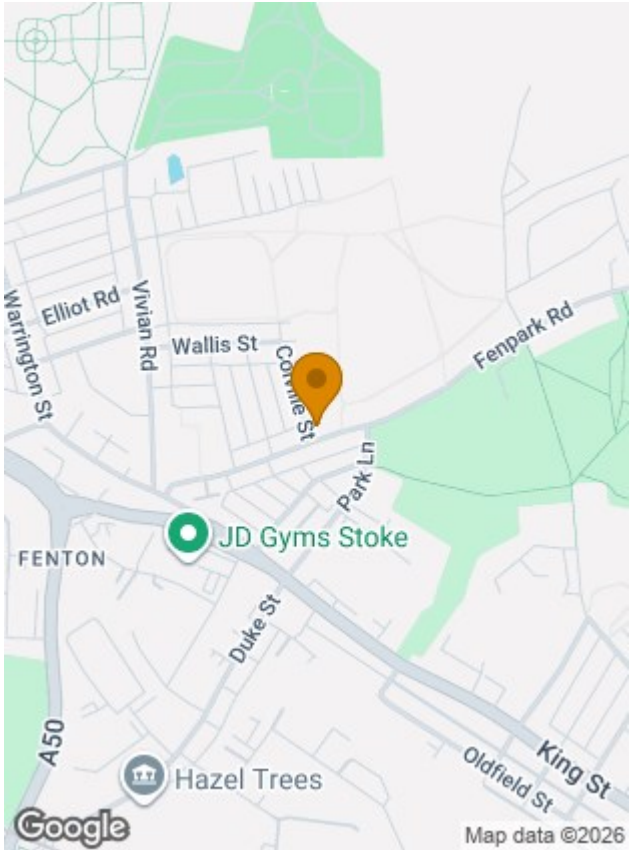 Elliot Rd
Vivian Rd
Warrington St
Wallis St
Colville St
Fenpark Rd
Park Ln
JD Gyms Stoke
FENTON
Duke St
A50
King St
Oldfield St
Hazel Trees
Google
Map data ©2026